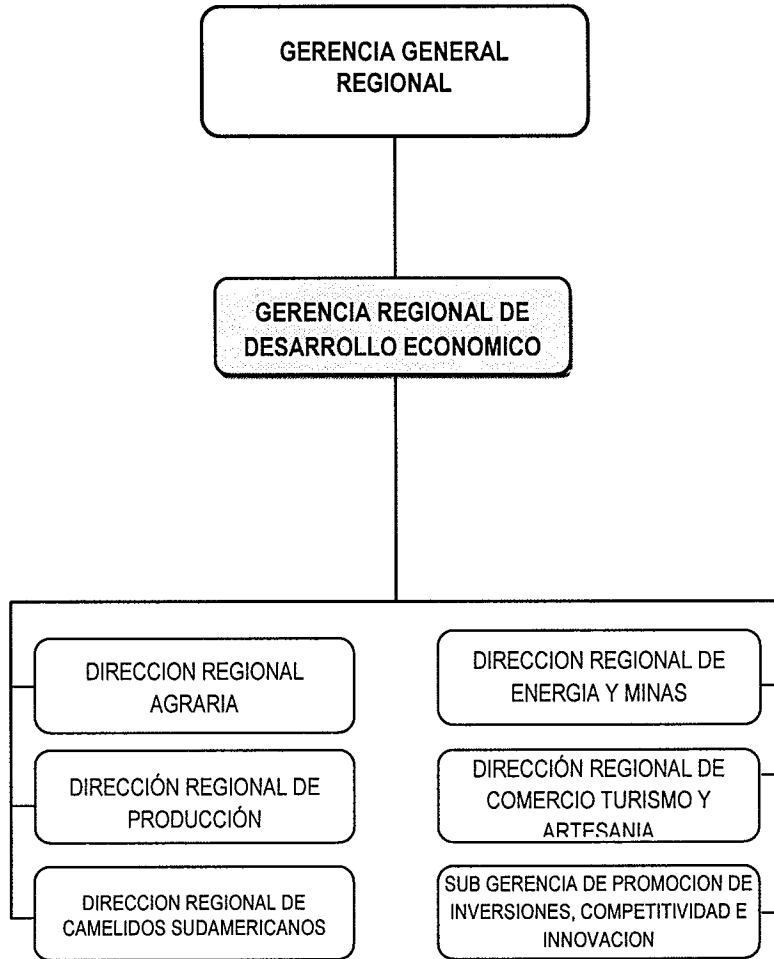 GERENCIA GENERAL
REGIONAL
GERENCIA REGIONAL DE
DESARROLLO ECONOMICO
DIRECCION REGIONAL
AGRARIA
DIRECCIÓN REGIONAL DE
PRODUCCIÓN
DIRECCION REGIONAL DE
CAMELIDOS SUDAMERICANOS
DIRECCION REGIONAL DE
ENERGIA Y MINAS
DIRECCIÓN REGIONAL DE
COMERCIO TURISMO Y
ARTESANIA
SUB GERENCIA DE PROMOCION DE
INVERSIONES, COMPETITIVIDAD E
INNOVACION